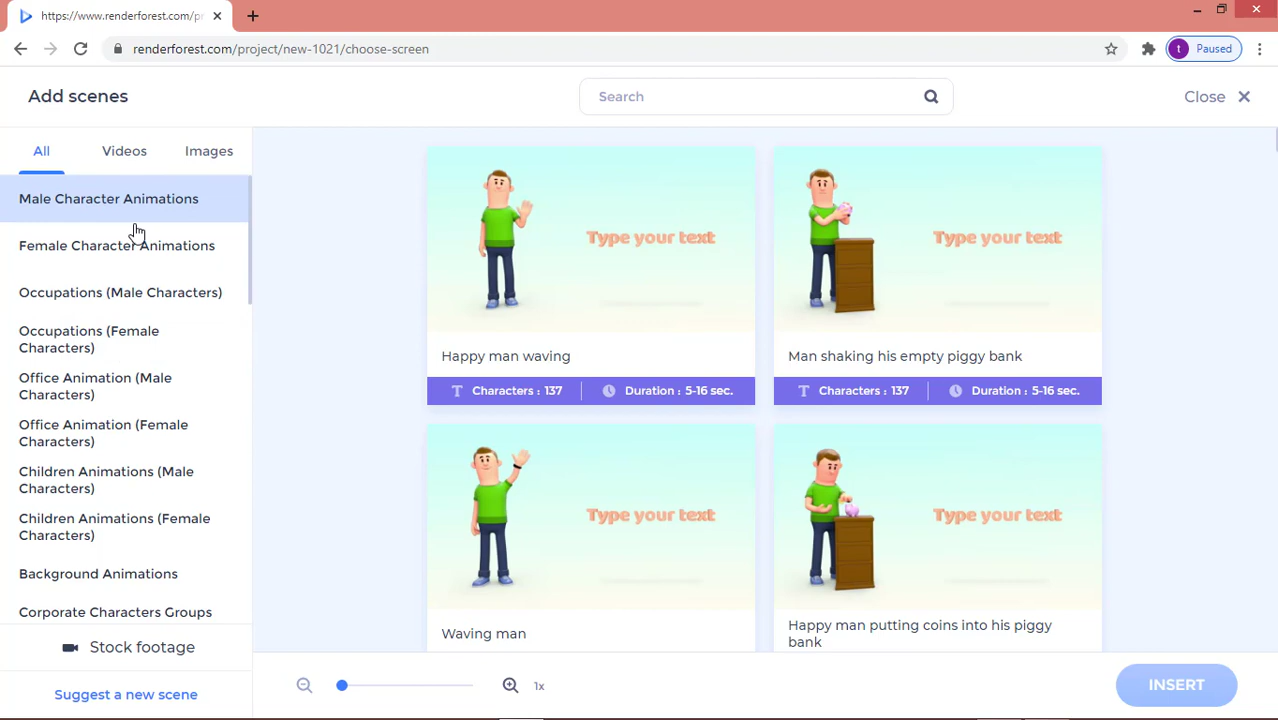 https://www.renderforest.com/pr
renderforest.com/project/new-1021/choose-screen
t Paused
Add scenes
Search
Close
All Videos Images
Male Character Animations
Female Character Animations
Occupations (Male Characters)
Occupations (Female
Characters)
Office Animation (Male
Characters)
Office Animation (Female
Characters)
Children Animations (Male
Characters)
Children Animations (Female
Characters)
Background Animations
Corporate Characters Groups
Stock footage
Suggest a new scene
Type your text
Happy man waving
T Characters : 137 Duration : 5-16 sec.
Type your text
Man shaking his empty piggy bank
T Characters : 137 Duration : 5-16 sec.
Type your text
Waving man
Type your text
Happy man putting coins into his piggy
bank
1x
INSERT